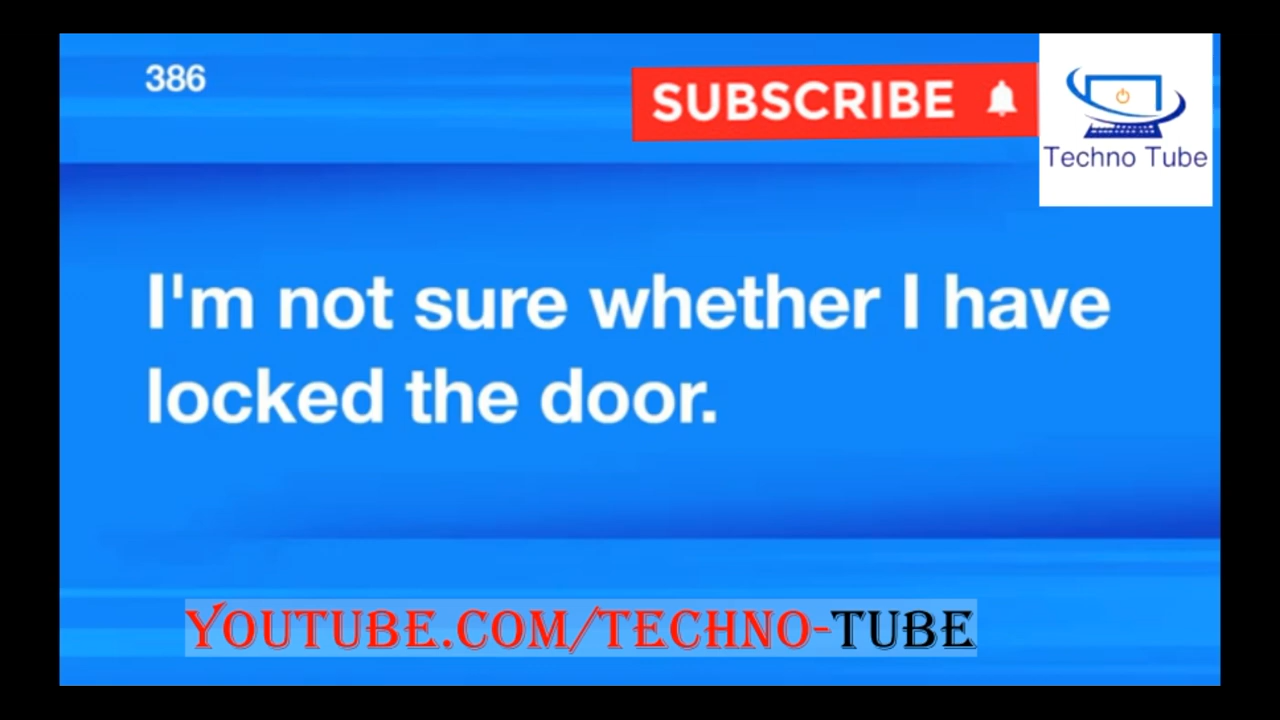 386
SUBSCRIBE
Techno Tube
I'm not sure whether I have
locked the door.
YOUTUBE.COM/TECHNO-TUBE